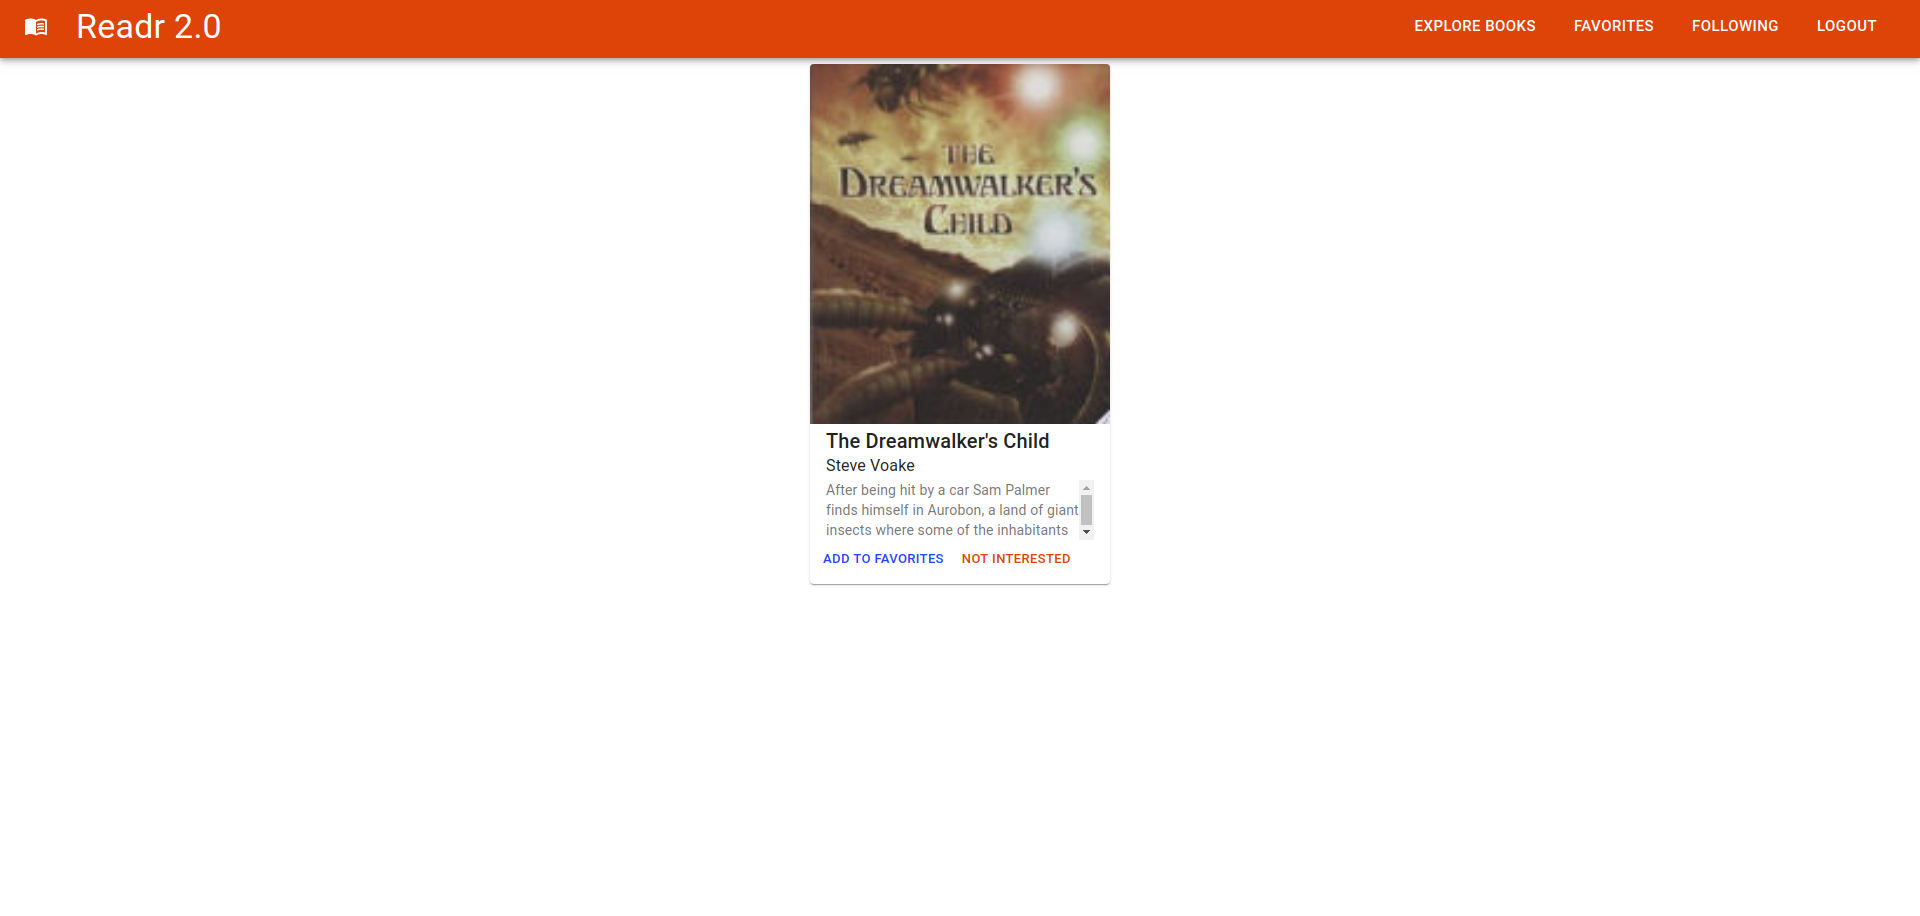 Readr 2.0
EXPLORE BOOKS
FAVORITES
FOLLOWING
LOGOUT
THE
DREAMWALKER'S
CHILD
The Dreamwalker's Child
Steve Voake
After being hit by a car Sam Palmer
finds himself in Aurobon, a land of giant
insects where some of the inhabitants
ADD TO FAVORITES
NOT INTERESTED